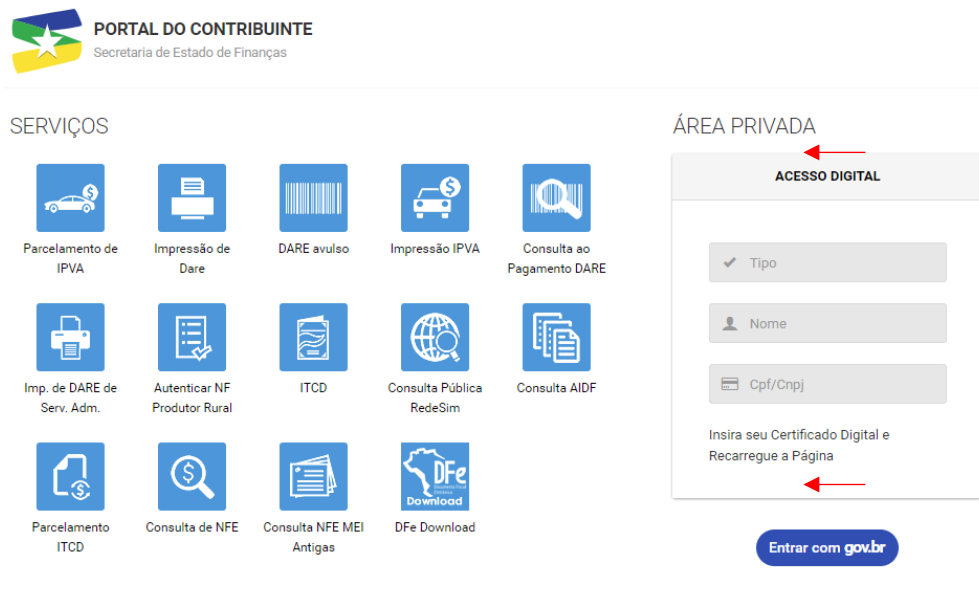 PORTAL DO CONTRIBUINTE
Secretaria de Estado de Finanças
SERVIÇOS
Parcelamento de
IPVA
Impressão de
Dare
DARE avulso
Impressão IPVA
Consulta ao
Pagamento DARE
Imp. de DARE de
Serv. Adm.
Autenticar NF
Produtor Rural
ITCD
Consulta Pública
RedeSim
Consulta AIDF
Parcelamento
ITCD
Consulta de NFE
Consulta NFE MEI
Antigas
DFe
Download
DFe Download
ÁREA PRIVADA
ACESSO DIGITAL
Tipo
Nome
Cpf/Cnpj
Insira seu Certificado Digital e
Recarregue a Página
Entrar com gov.br